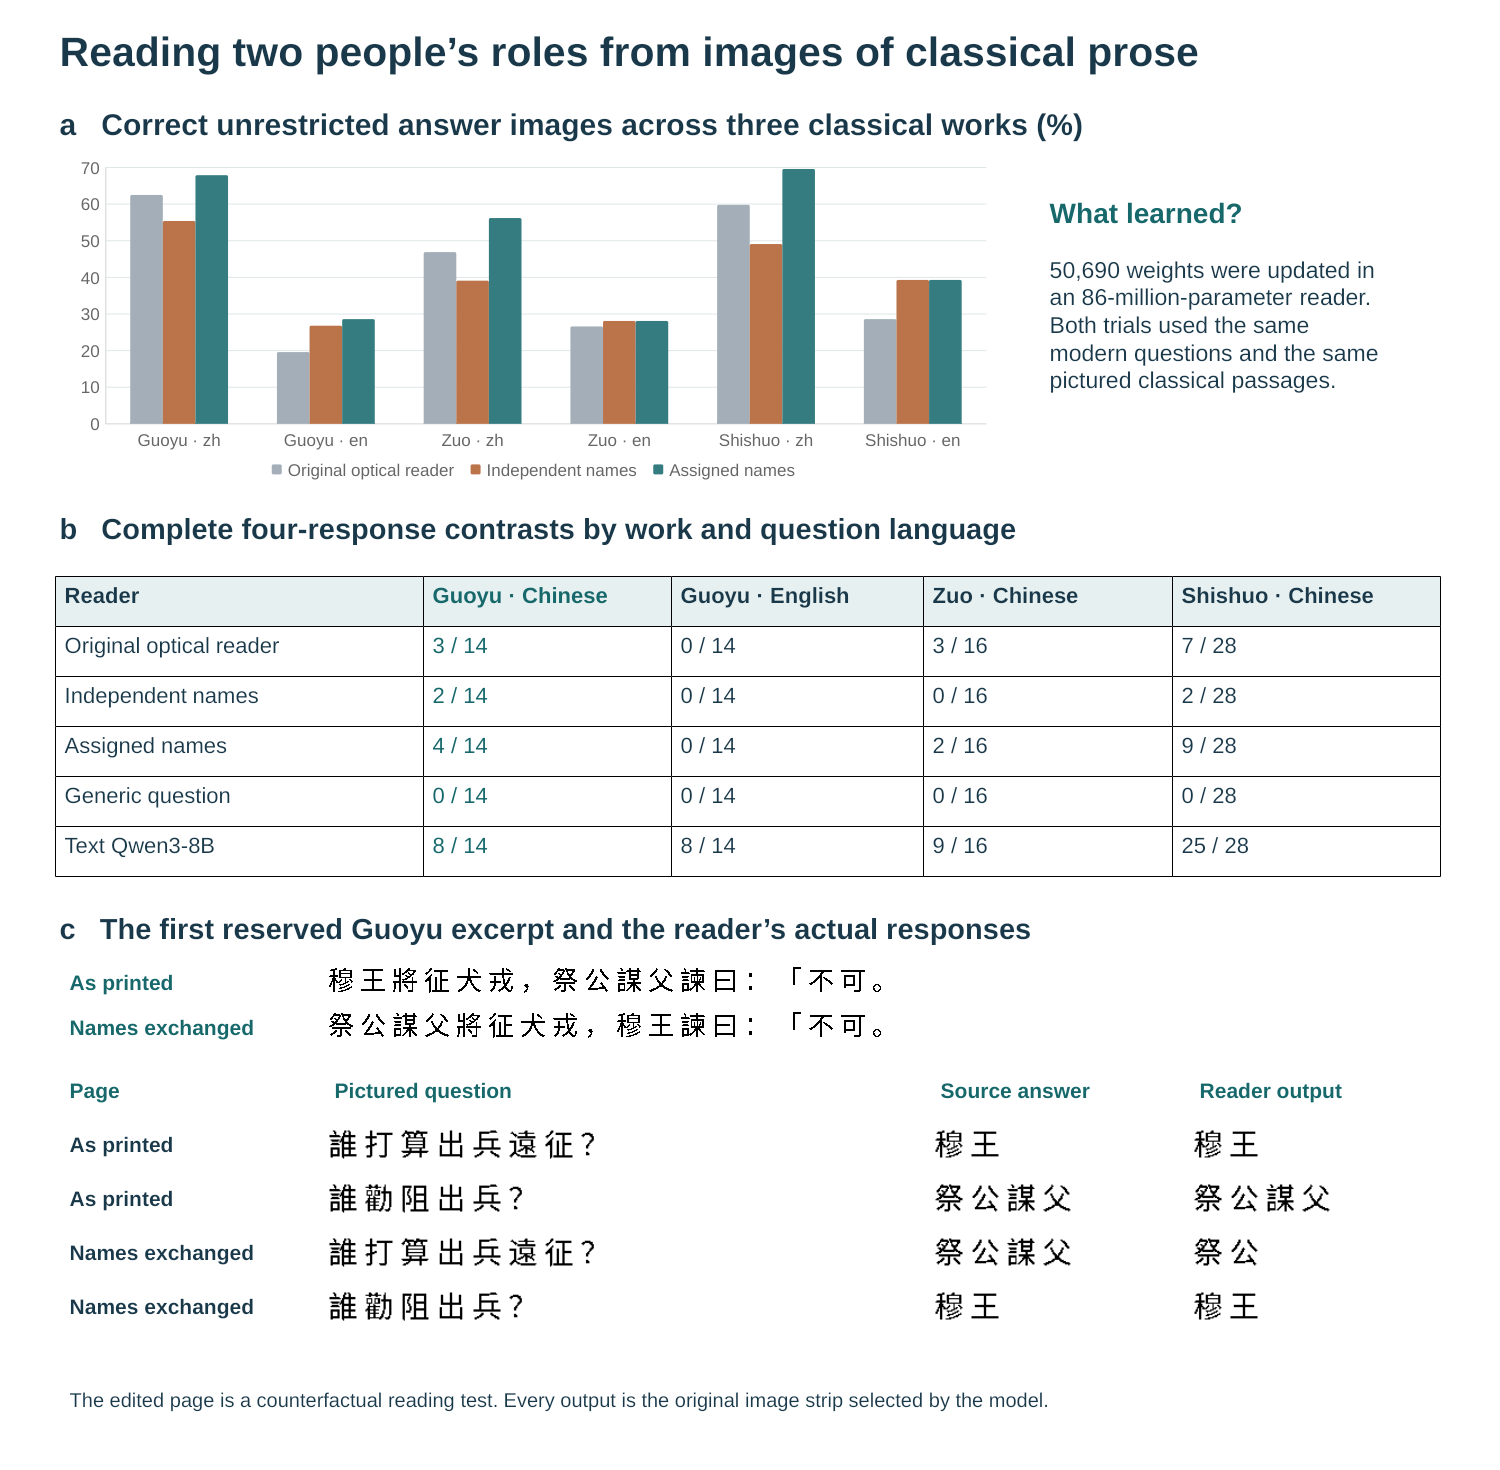 Reading two people’s roles from images of classical prose
a Correct unrestricted answer images across three classical works (%)
70
60
50
40
30
20
10
0
Guoyu · zh
Guoyu · en
Zuo · zh
Zuo · en
Shishuo · zh
Shishuo · en
Original optical reader
Independent names
Assigned names
What learned?
50,690 weights were updated in
an 86-million-parameter reader.
Both trials used the same
modern questions and the same
pictured classical passages.
b Complete four-response contrasts by work and question language
Reader Guoyu · Chinese Guoyu · English Zuo · Chinese Shishuo · Chinese
Original optical reader 3 / 14 0 / 14 3 / 16 7 / 28
Independent names 2 / 14 0 / 14 0 / 16 2 / 28
Assigned names 4 / 14 0 / 14 2 / 16 9 / 28
Generic question 0 / 14 0 / 14 0 / 16 0 / 28
Text Qwen3-8B 8 / 14 8 / 14 9 / 16 25 / 28
c The first reserved Guoyu excerpt and the reader’s actual responses
As printed 穆王將征犬戎，祭公謀父諫曰：「不可。
Names exchanged 祭公謀父將征犬戎，穆王諫曰：「不可。
Page Pictured question Source answer Reader output
As printed 誰打算出兵遠征？ 穆王 穆王
As printed 誰勸阻出兵？ 祭公謀父 祭公謀父
Names exchanged 誰打算出兵遠征？ 祭公謀父 祭公
Names exchanged 誰勸阻出兵？ 穆王 穆王
The edited page is a counterfactual reading test. Every output is the original image strip selected by the model.